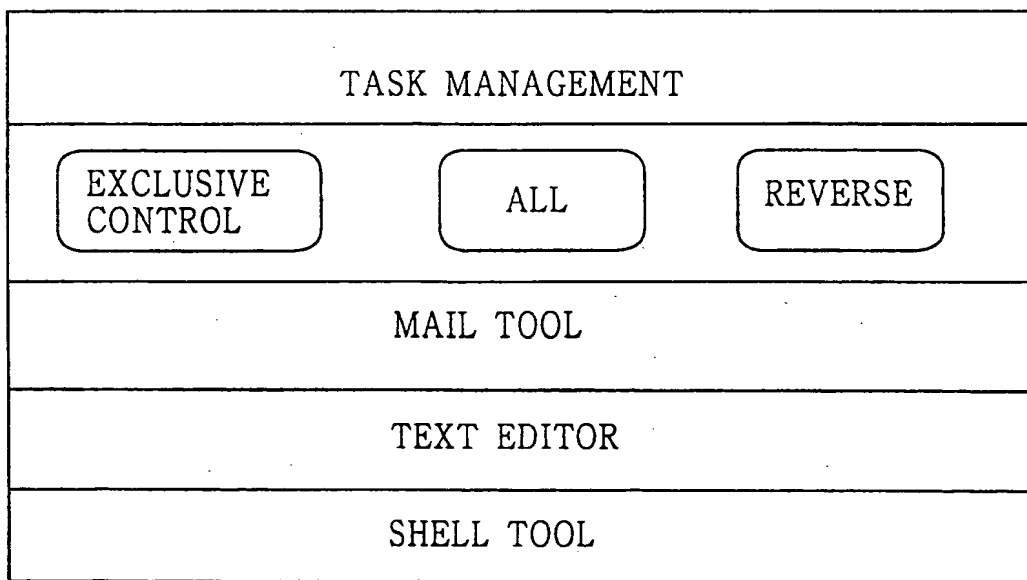 TASK MANAGEMENT
EXCLUSIVE
CONTROL
ALL
REVERSE
MAIL TOOL
TEXT EDITOR
SHELL TOOL